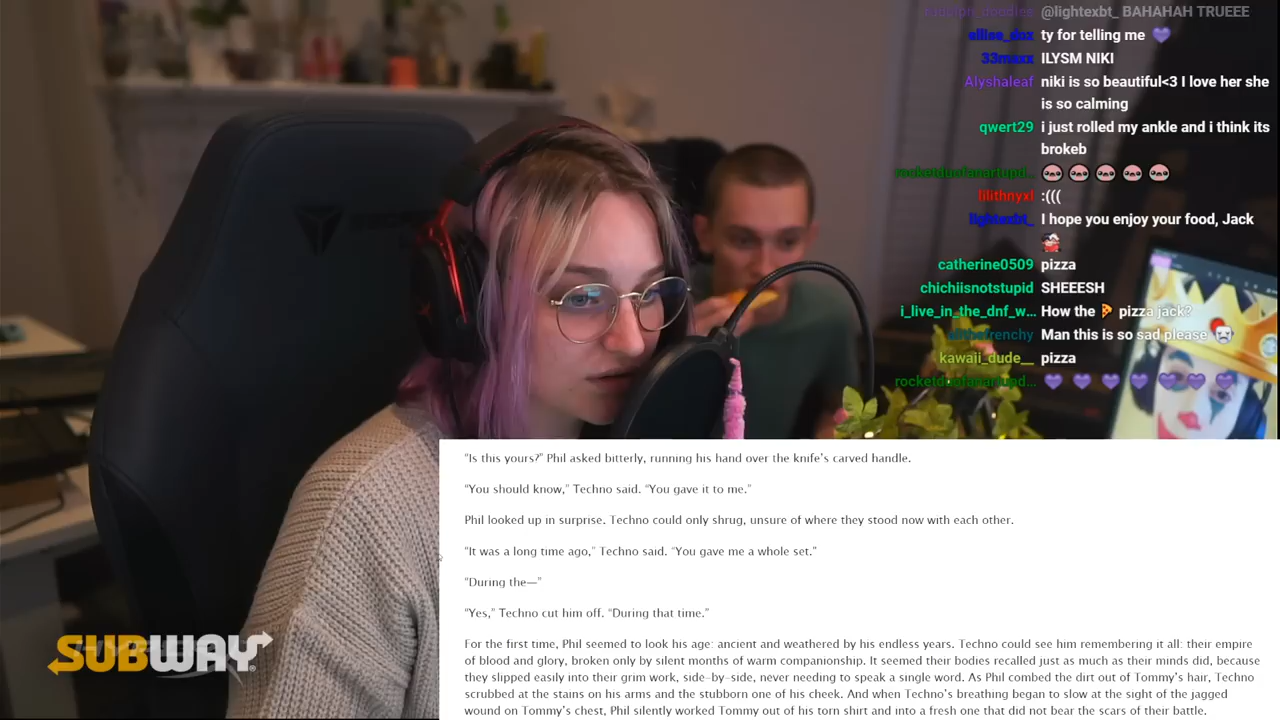 @lightexbt_ BAHAHAH TRUEEE
ty for telling me
33maxx ILYSM NIKI
Alyshaleaf niki is so beautiful<3 I love her she
is so calming
qwert29 i just rolled my ankle and i think its
brokeb
lilithnyxl :(((
lightexbt_ I hope you enjoy your food, Jack
catherine0509 pizza
chichiisnotstupid SHEEESH
i_live_in_the_dnf_w... How the pizza jack?
Man this is so sad please
kawaii_dude__ pizza
“Is this yours?” Phil asked bitterly, running his hand over the knife’s carved handle.
“You should know,” Techno said. “You gave it to me.”
Phil looked up in surprise. Techno could only shrug, unsure of where they stood now with each other.
“It was a long time ago,” Techno said. “You gave me a whole set.”
“During the—”
“Yes,” Techno cut him off. “During that time.”
For the first time, Phil seemed to look his age: ancient and weathered by his endless years. Techno could see him remembering it all: their empire
of blood and glory, broken only by silent months of warm companionship. It seemed their bodies recalled just as much as their minds did, because
they slipped easily into their grim work, side-by-side, never needing to speak a single word. As Phil combed the dirt out of Tommy’s hair, Techno
scrubbed at the stains on his arms and the stubborn one of his cheek. And when Techno’s breathing began to slow at the sight of the jagged
wound on Tommy’s chest, Phil silently worked Tommy out of his torn shirt and into a fresh one that did not bear the scars of their battle.
SUBWAY